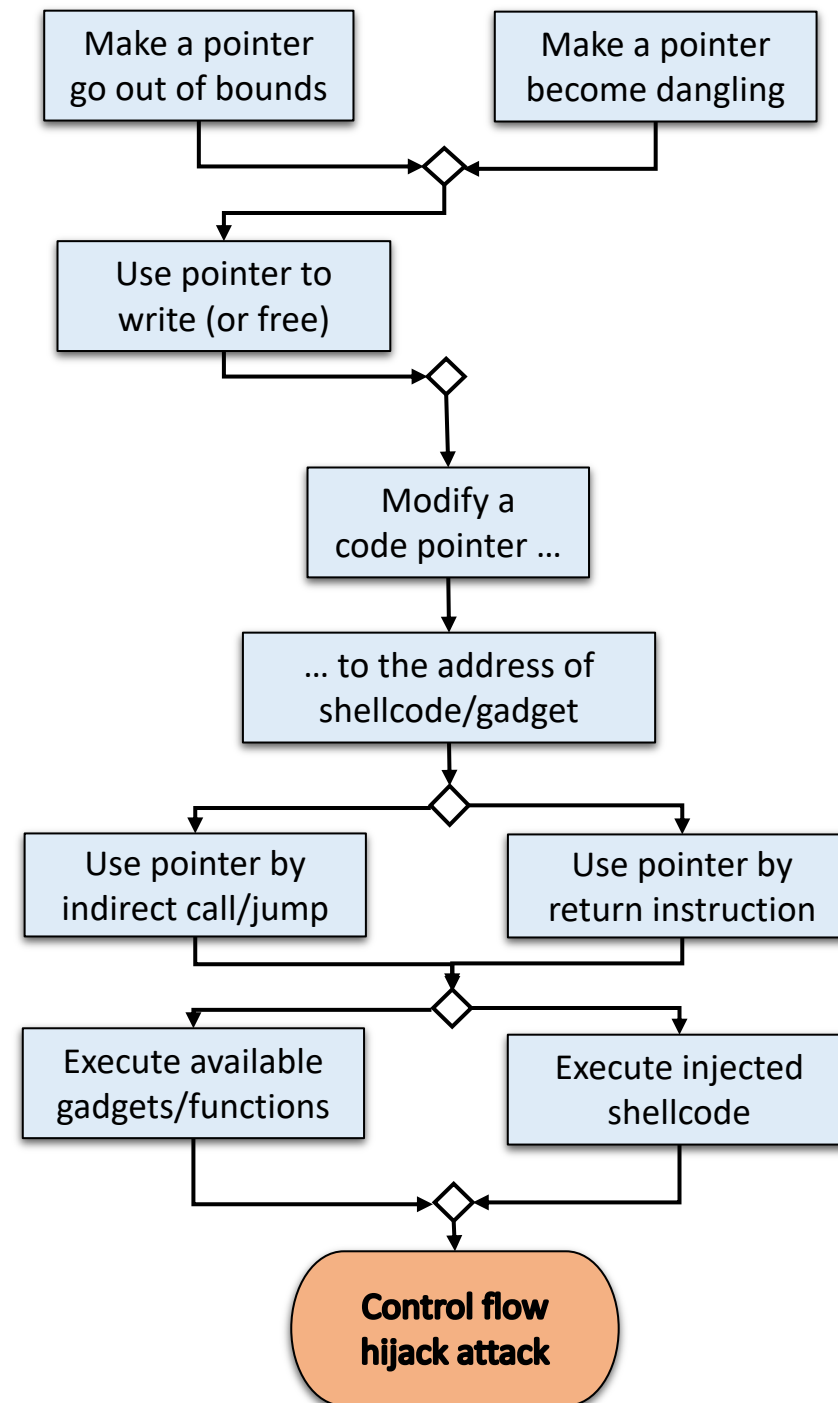 Make a pointer
go out of bounds
Make a pointer
become dangling
Use pointer to
write (or free)
Modify a
code pointer …
… to the address of
shellcode/gadget
Use pointer by
indirect call/jump
Use pointer by
return instruction
Execute available
gadgets/functions
Execute injected
shellcode
Control flow
hijack attack